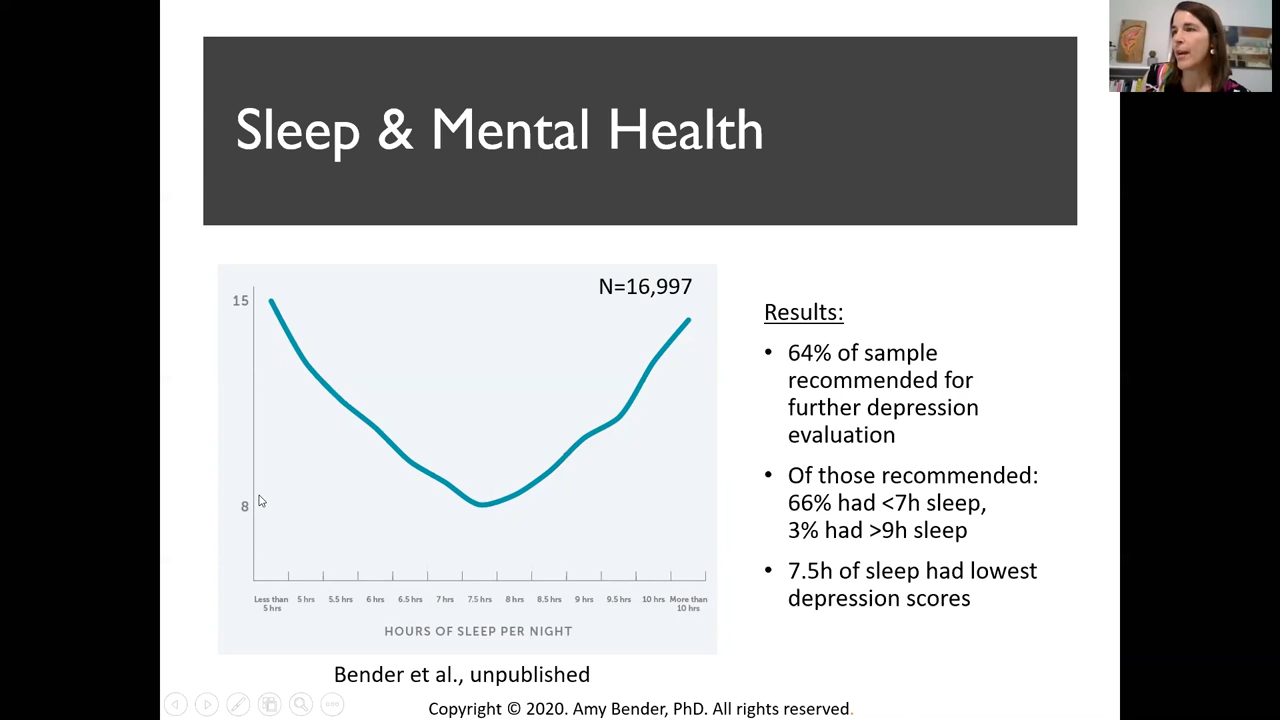 Sleep & Mental Health
N=16,997
15
8
Less than 5 hrs 5 hrs 5.5 hrs 6 hrs 6.5 hrs 7 hrs 7.5 hrs 8 hrs 8.5 hrs 9 hrs 9.5 hrs 10 hrs More than 10 hrs
HOURS OF SLEEP PER NIGHT
Bender et al., unpublished
Results:
• 64% of sample
recommended for
further depression
evaluation
• Of those recommended:
66% had <7h sleep,
3% had >9h sleep
• 7.5h of sleep had lowest
depression scores
Copyright © 2020. Amy Bender, PhD. All rights reserved.